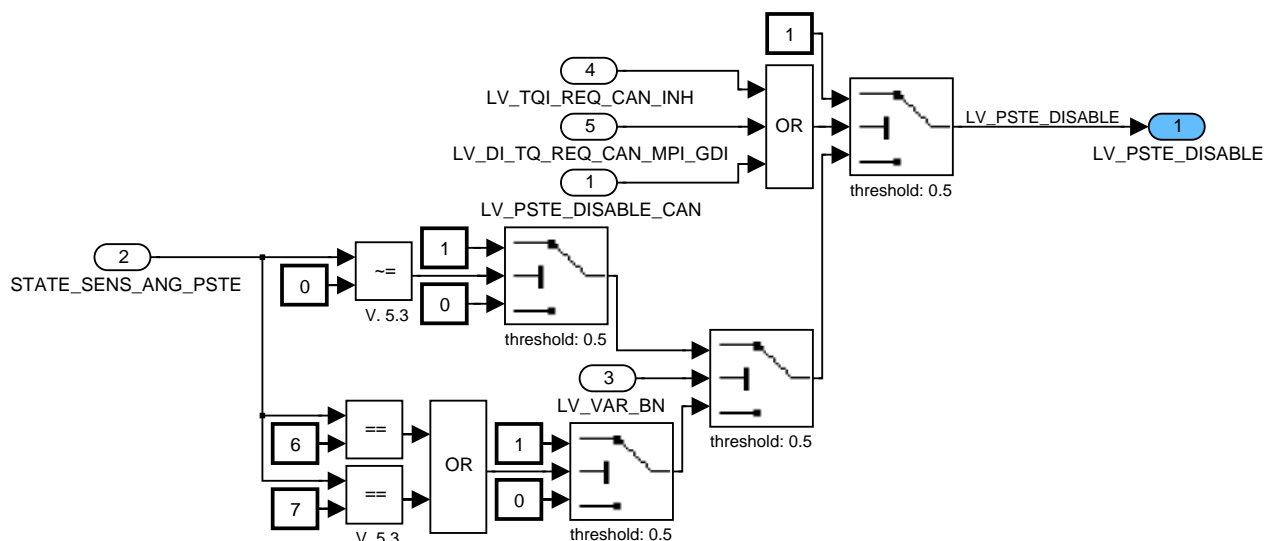 1
4
LV_TQI_REQ_CAN_INH
5
OR
LV_PSTE_DISABLE
1
LV_DI_TQ_REQ_CAN_MPI_GDI
LV_PSTE_DISABLE
1
threshold: 0.5
LV_PSTE_DISABLE_CAN
2
STATE_SENS_ANG_PSTE
0
~=
V. 5.3
1
0
threshold: 0.5
3
LV_VAR_BN
threshold: 0.5
6
==
7
==
V. 5.3
OR
1
0
threshold: 0.5